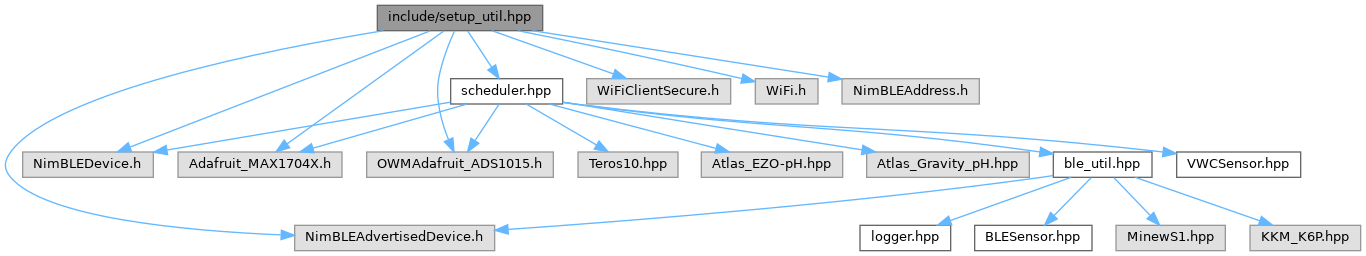 include/setup_util.hpp
scheduler.hpp
WiFiClientSecure.h
WiFi.h
NimBLEAddress.h
NimBLEDevice.h
Adafruit_MAX1704X.h
OWMAdafruit_ADS1015.h
Teros10.hpp
Atlas_EZO-pH.hpp
Atlas_Gravity_pH.hpp
ble_util.hpp
VWCSensor.hpp
NimBLEAdvertisedDevice.h
logger.hpp
BLESensor.hpp
MinewS1.hpp
KKM_K6P.hpp